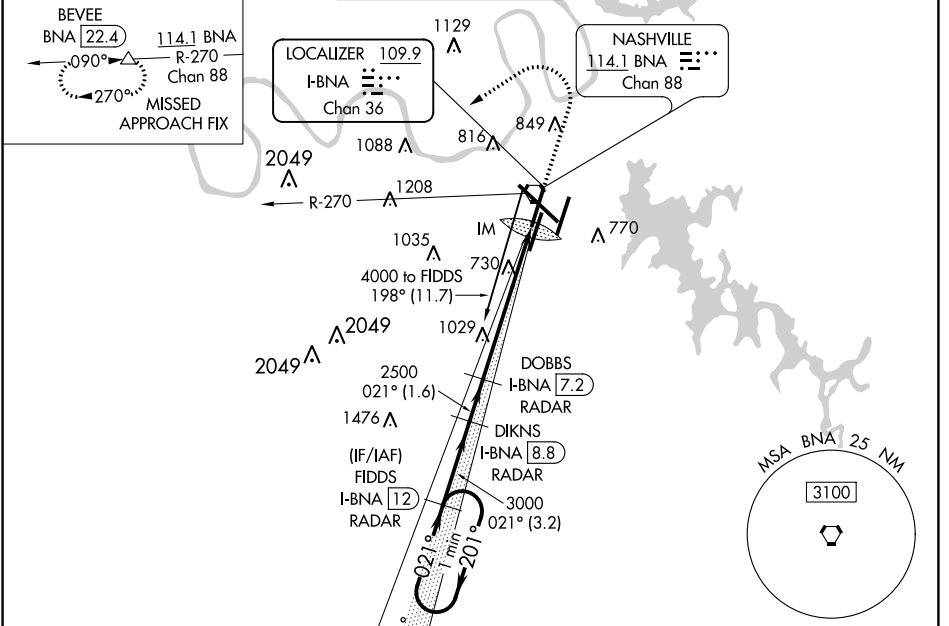 BEVEE
BNA 22.4
114.1 BNA
090°
R-270
Chan 88
270°
MISSED
APPROACH FIX
LOCALIZER 109.9
I-BNA
Chan 36
1129
NASHVILLE
114.1 BNA
Chan 88
849
816
1088
2049
1208
R-270
IM
770
1035
730
4000 to FIDDS
198° (11.7)
1029
2049
2049
2500
021° (1.6)
DOBBS
I-BNA 7.2
RADAR
1476
DIKNS
I-BNA 8.8
RADAR
(IF/IAF)
FIDDS
I-BNA 12
RADAR
3000
021° (3.2)
021°
1 min
201°
MSA BNA 25 NM
3100